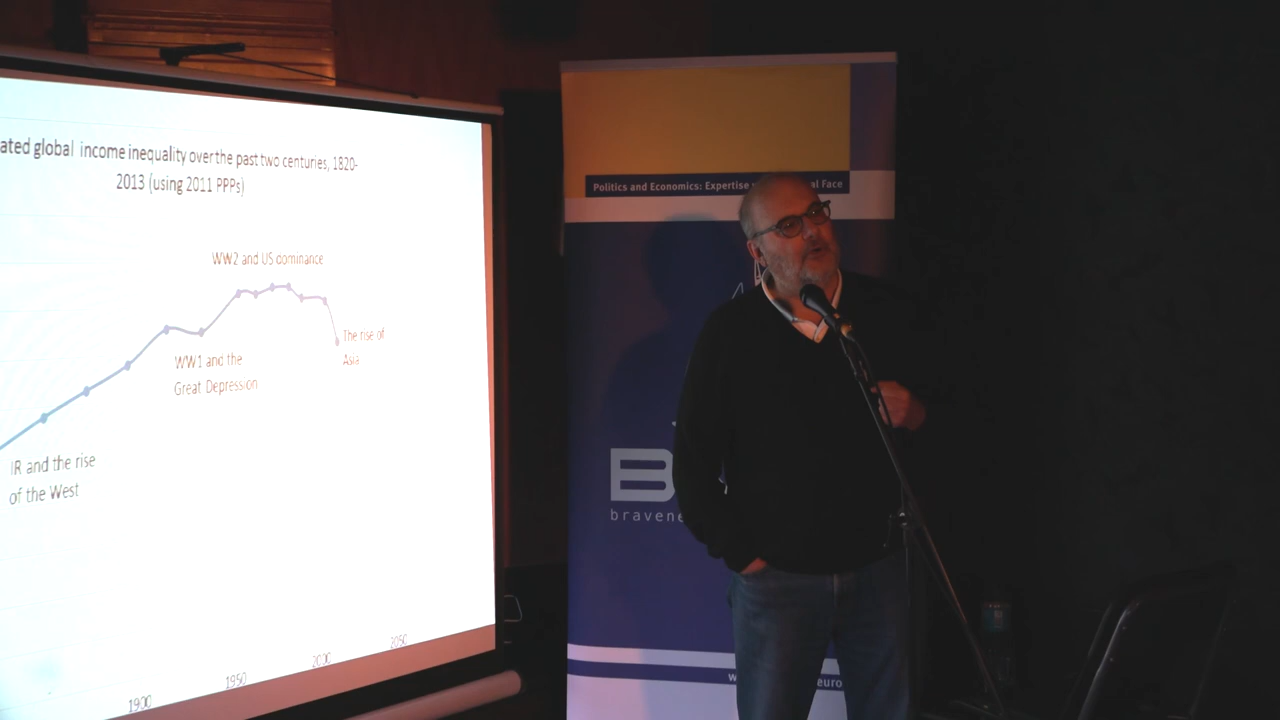 ated global income inequality over the past two centuries, 1820-
2013 (using 2011 PPPs)
WW2 and US dominance
The rise of
Asia
WW1 and the
Great Depression
IR and the rise
of the West
1900
1950
2000
2050
Politics and Economics: Expertise
al Face
B
bravene
w
euro